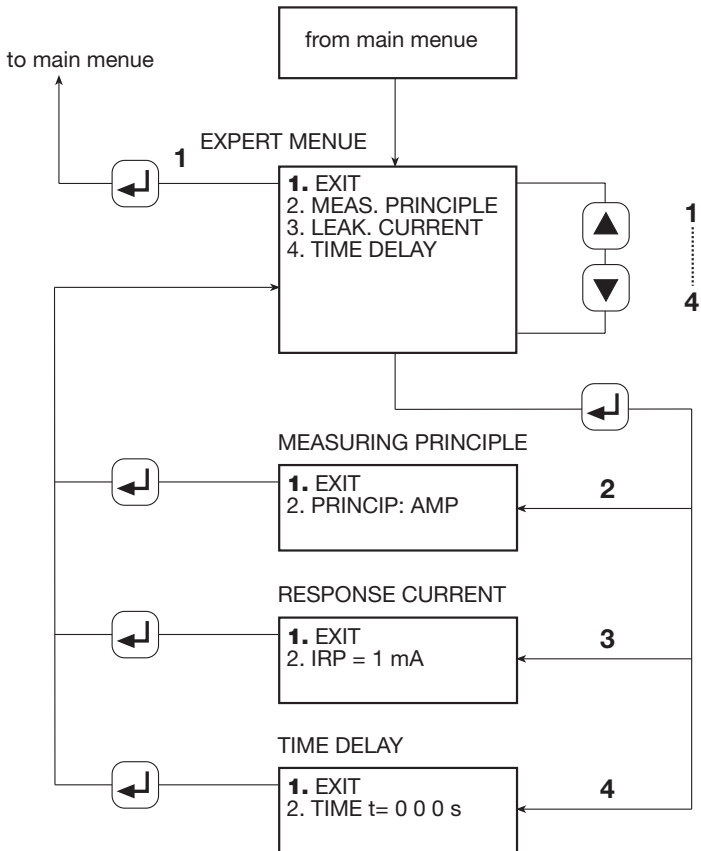 from main menue
to main menue
EXPERT MENUE
1
1. EXIT
2. MEAS. PRINCIPLE
3. LEAK. CURRENT
4. TIME DELAY
1
4
MEASURING PRINCIPLE
1. EXIT
2. PRINCIP: AMP
2
RESPONSE CURRENT
1. EXIT
2. IRP = 1 mA
3
TIME DELAY
1. EXIT
2. TIME t= 0 0 0 s
4